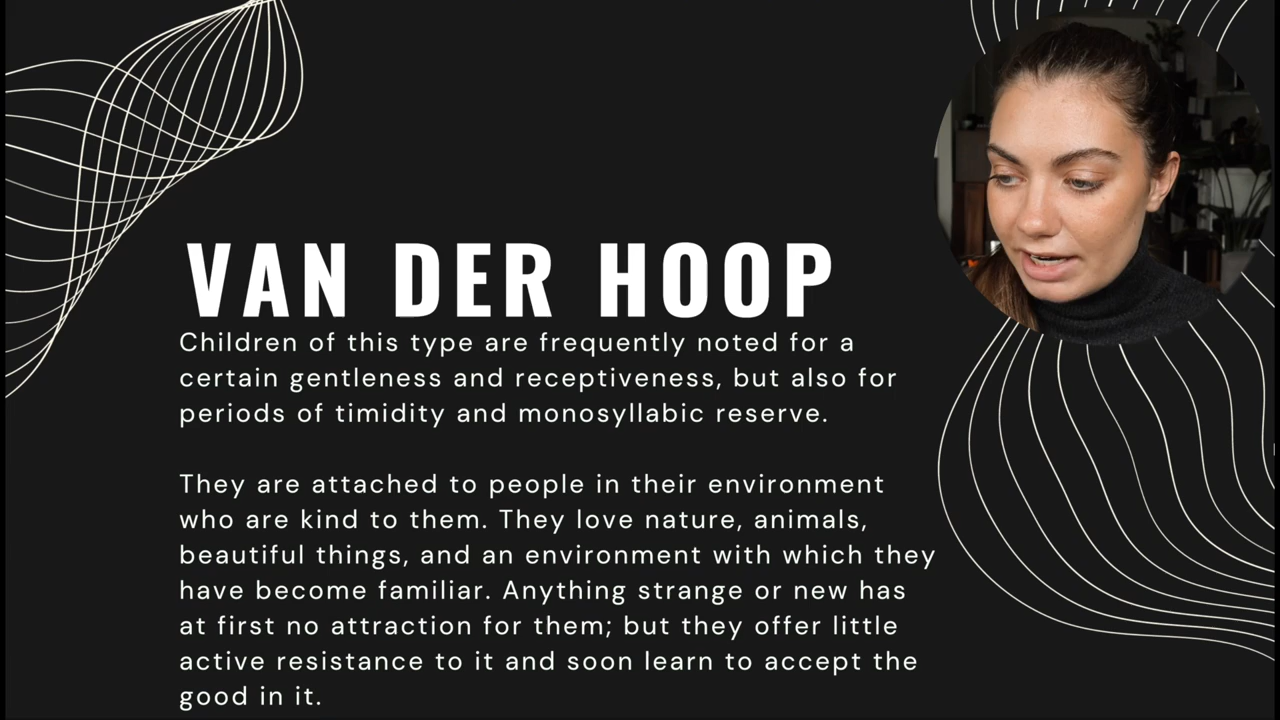 VAN DER HOOP
Children of this type are frequently noted for a
certain gentleness and receptiveness, but also for
periods of timidity and monosyllabic reserve.
They are attached to people in their environment
who are kind to them. They love nature, animals,
beautiful things, and an environment with which they
have become familiar. Anything strange or new has
at first no attraction for them; but they offer little
active resistance to it and soon learn to accept the
good in it.